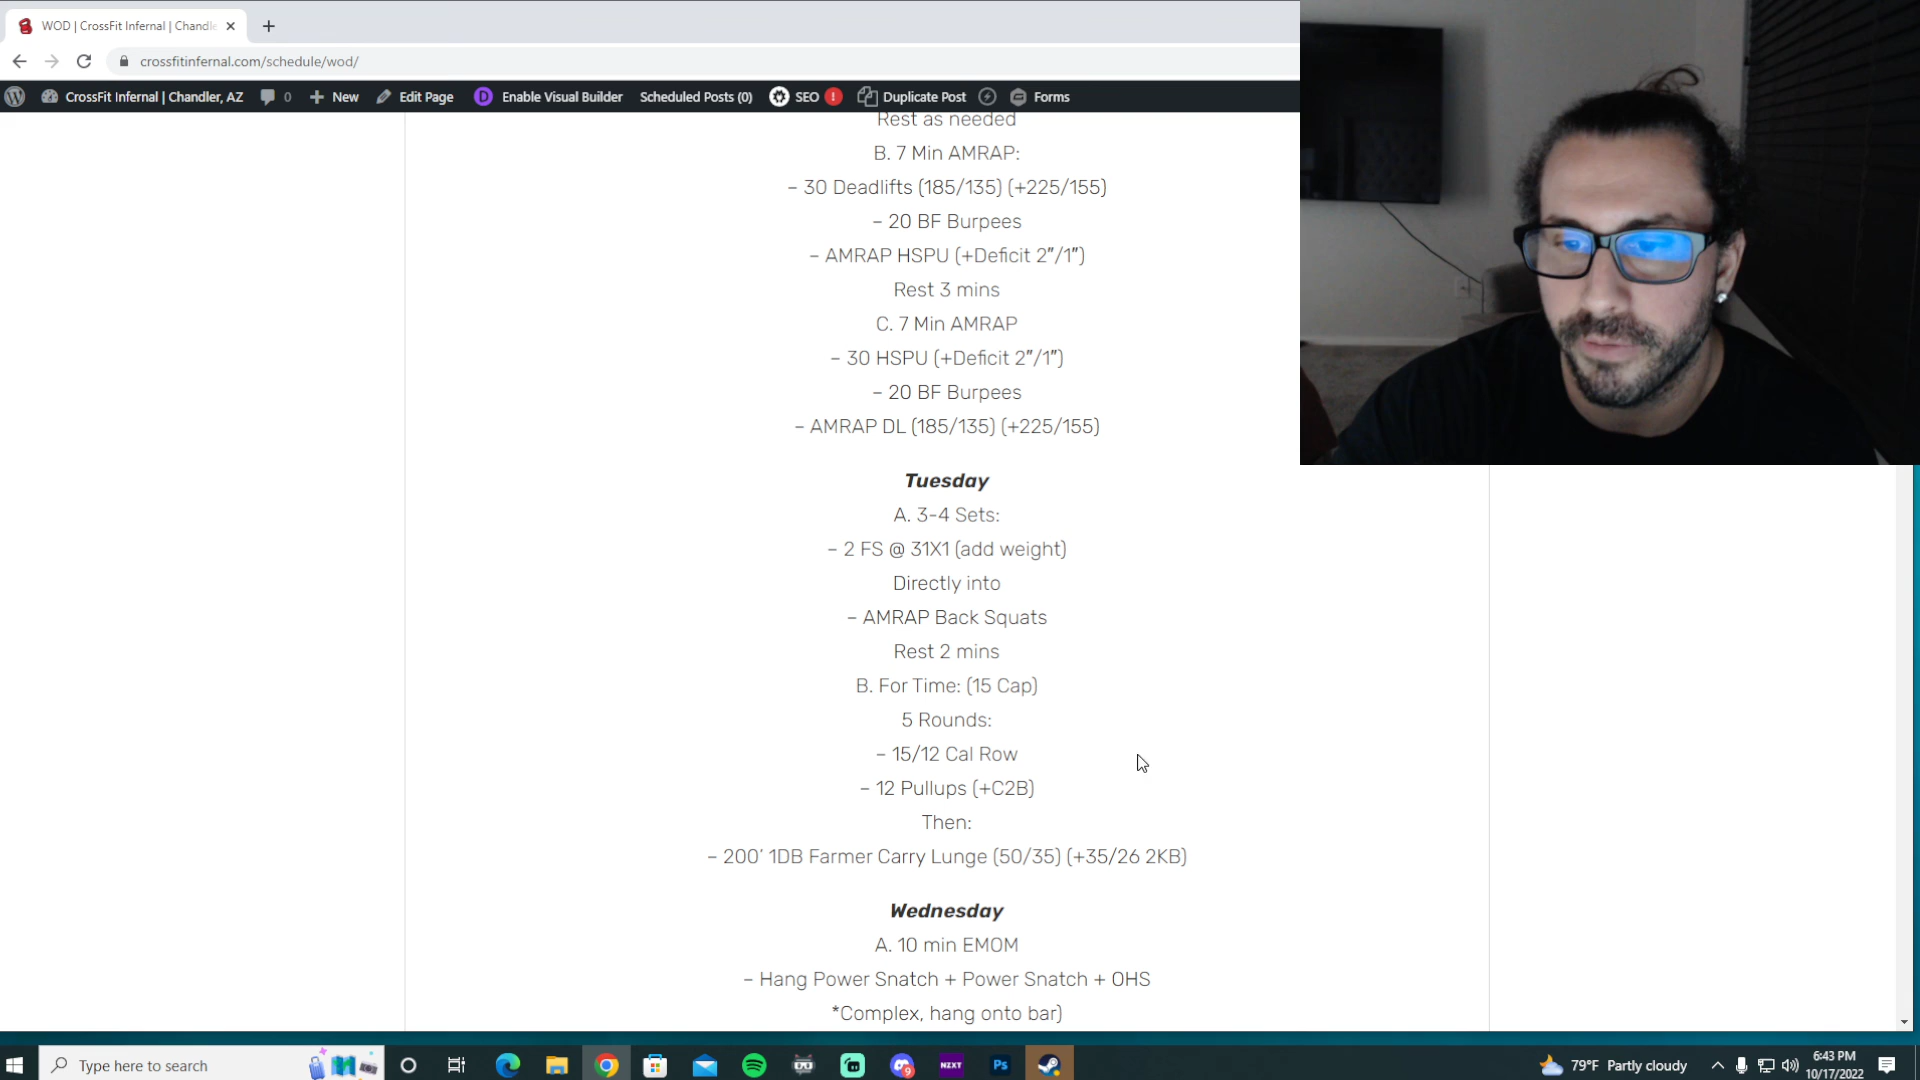 WOD | CrossFit Infernal | Chandle
crossfitinfernal.com/schedule/wod/
CrossFit Infernal | Chandler, AZ 0 New Edit Page D Enable Visual Builder Scheduled Posts (0) SEO ! Duplicate Post Forms
Rest as needed
B. 7 Min AMRAP:
– 30 Deadlifts (185/135) (+225/155)
– 20 BF Burpees
– AMRAP HSPU (+Deficit 2″/1″)
Rest 3 mins
C. 7 Min AMRAP
– 30 HSPU (+Deficit 2″/1″)
– 20 BF Burpees
– AMRAP DL (185/135) (+225/155)
Tuesday
A. 3-4 Sets:
– 2 FS @ 31X1 (add weight)
Directly into
– AMRAP Back Squats
Rest 2 mins
B. For Time: (15 Cap)
5 Rounds:
– 15/12 Cal Row
– 12 Pullups (+C2B)
Then:
– 200’ 1DB Farmer Carry Lunge (50/35) (+35/26 2KB)
Wednesday
A. 10 min EMOM
– Hang Power Snatch + Power Snatch + OHS
*Complex, hang onto bar)
Type here to search
9
NZXT
Ps
79°F Partly cloudy
6:43 PM
10/17/2022